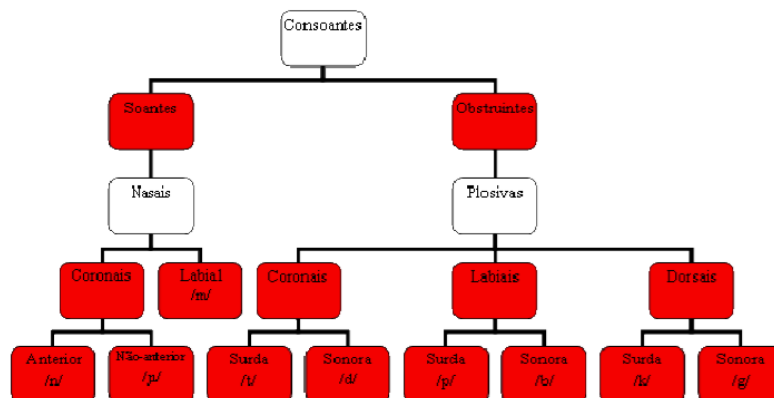 Consoantes
Soantes
Obstruintes
Nasais
Plosivas
Coronais
Labial
/m/
Coronais
Labiais
Dorsais
Anterior
/n/
Não-anterior
/ɲ/
Surda
/t/
Sonora
/d/
Surda
/p/
Sonora
/b/
Surda
/k/
Sonora
/g/